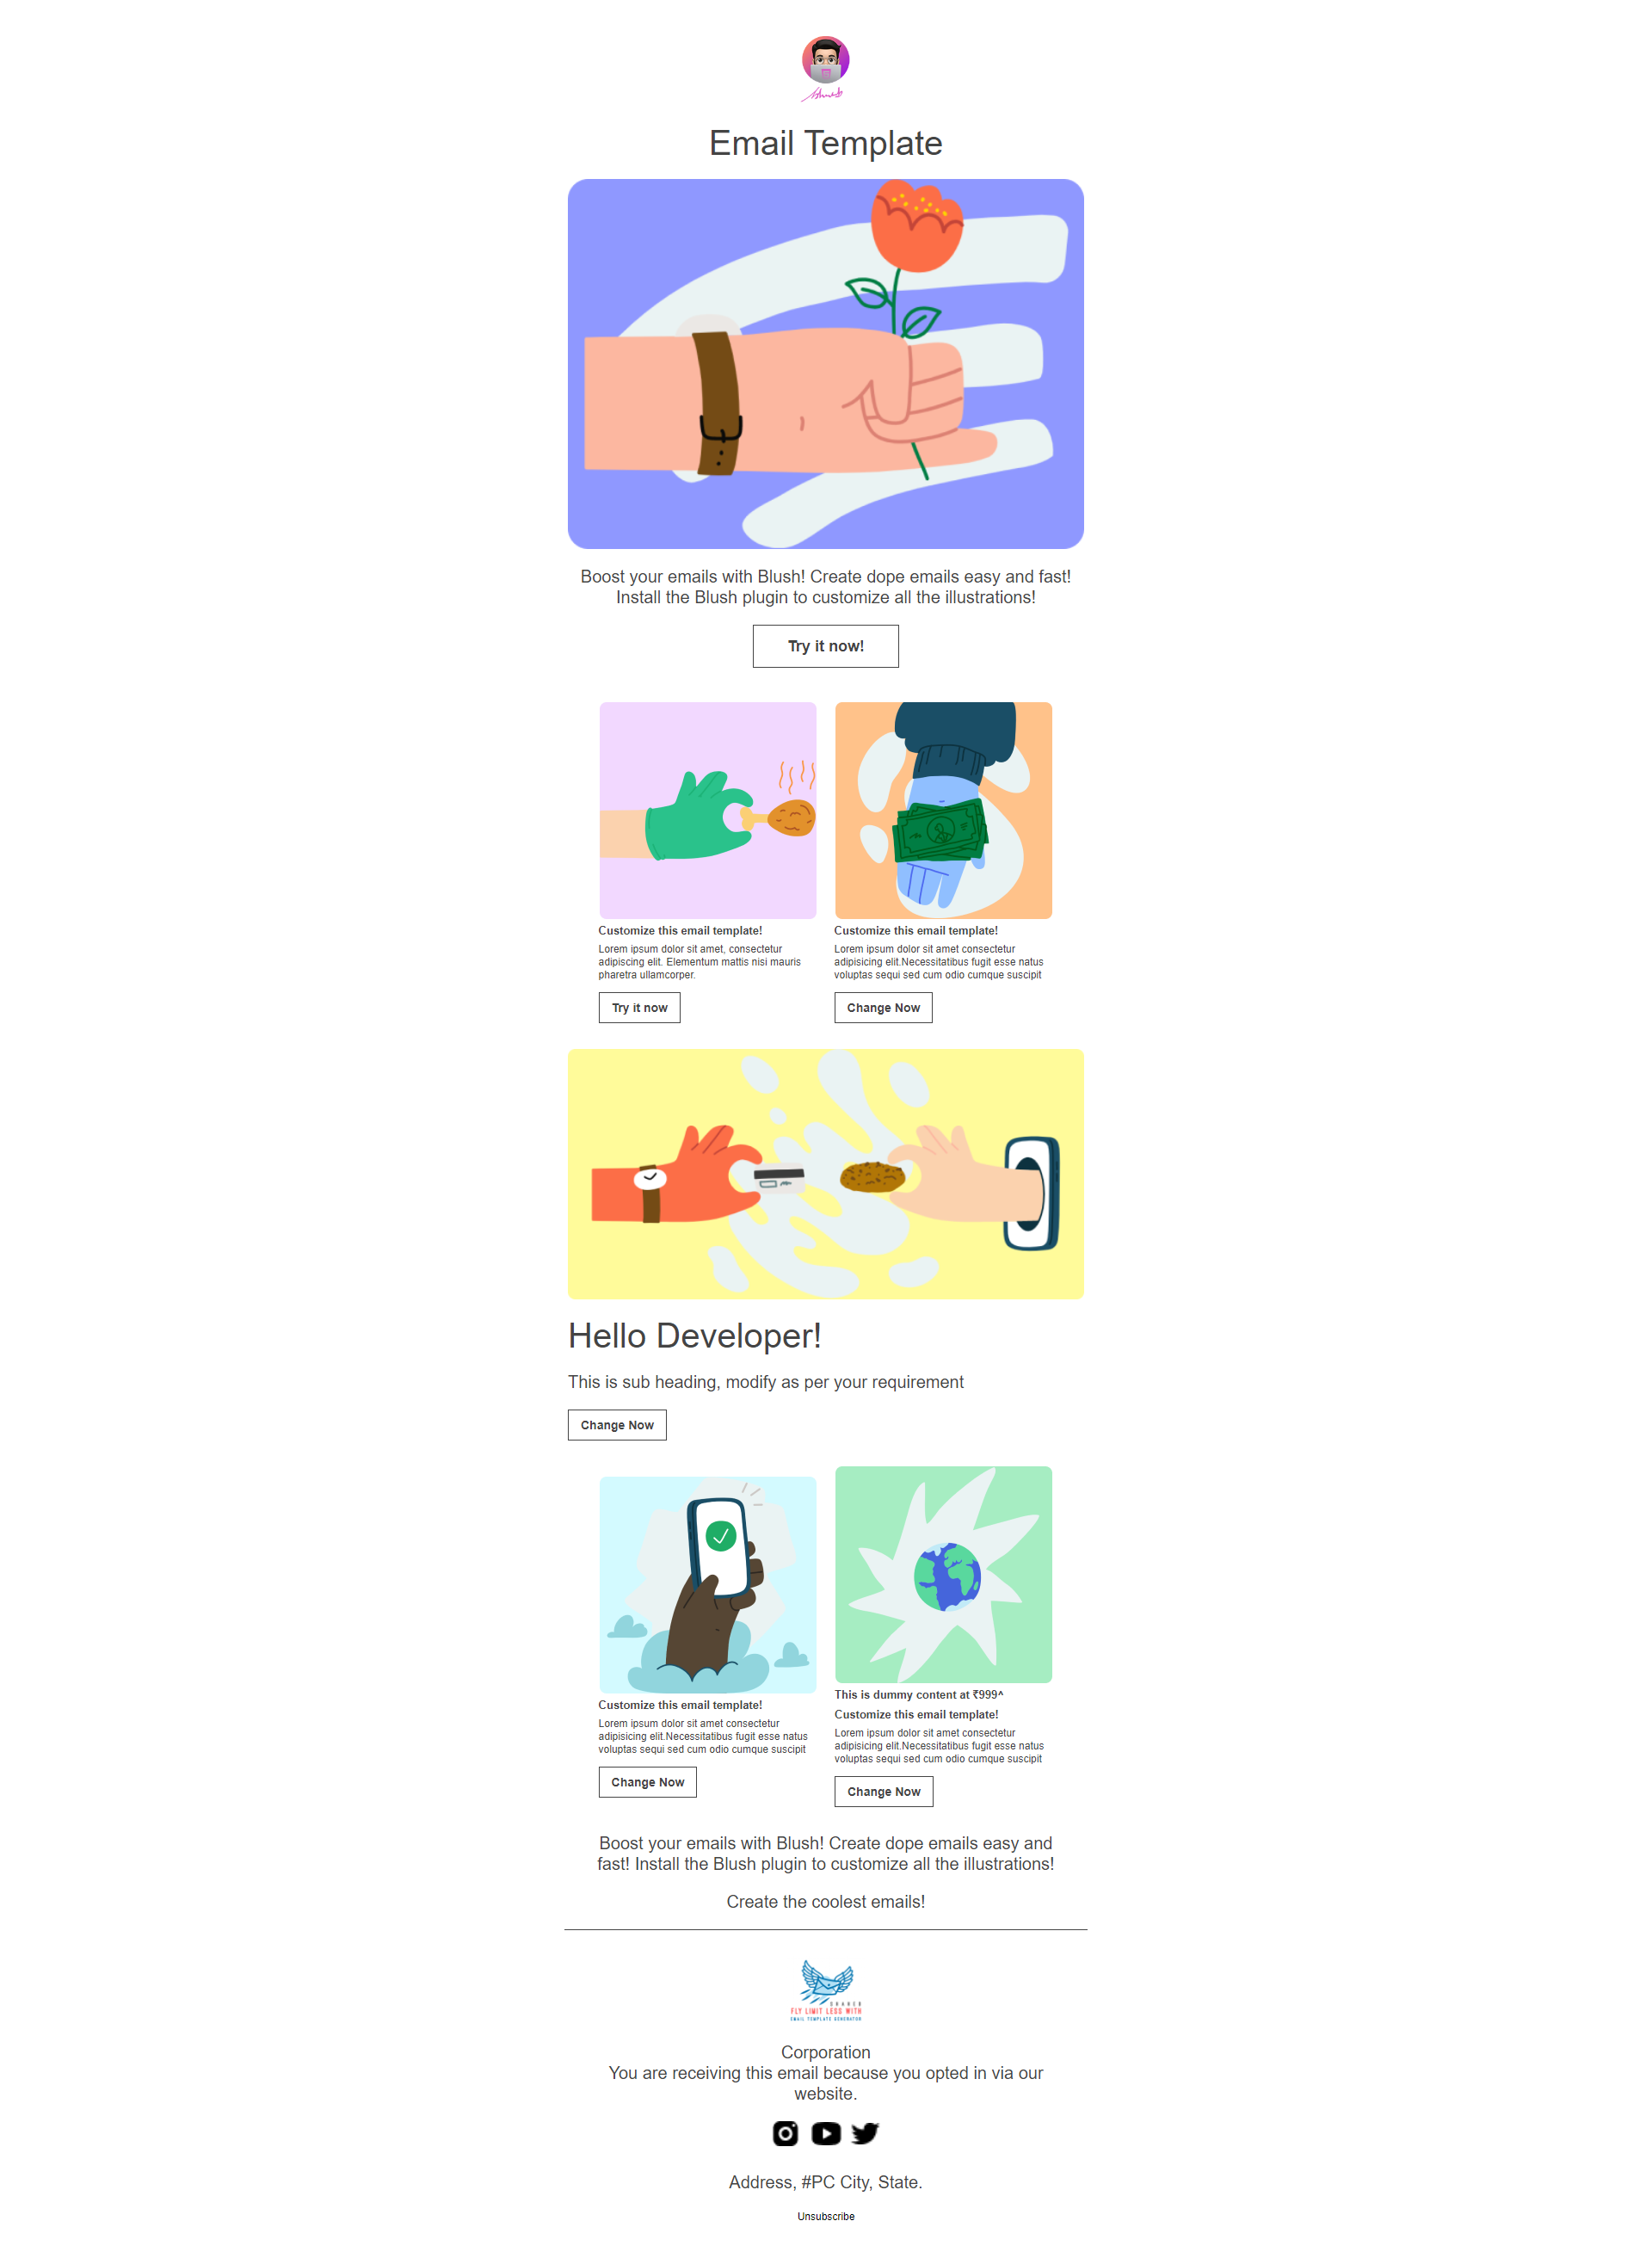 Email Template
Boost your emails with Blush! Create dope emails easy and fast!
Install the Blush plugin to customize all the illustrations!
Try it now!
Customize this email template!
Lorem ipsum dolor sit amet, consectetur
adipiscing elit. Elementum mattis nisi mauris
pharetra ullamcorper.
Try it now
Customize this email template!
Lorem ipsum dolor sit amet consectetur
adipisicing elit.Necessitatibus fugit esse natus
voluptas sequi sed cum odio cumque suscipit
Change Now
Hello Developer!
This is sub heading, modify as per your requirement
Change Now
Customize this email template!
Lorem ipsum dolor sit amet consectetur
adipisicing elit.Necessitatibus fugit esse natus
voluptas sequi sed cum odio cumque suscipit
Change Now
This is dummy content at ₹999^
Customize this email template!
Lorem ipsum dolor sit amet consectetur
adipisicing elit.Necessitatibus fugit esse natus
voluptas sequi sed cum odio cumque suscipit
Change Now
Boost your emails with Blush! Create dope emails easy and
fast! Install the Blush plugin to customize all the illustrations!
Create the coolest emails!
FLY LIMIT LESS WITH
EMAIL TEMPLATE GENERATOR
Corporation
You are receiving this email because you opted in via our
website.
Address, #PC City, State.
Unsubscribe